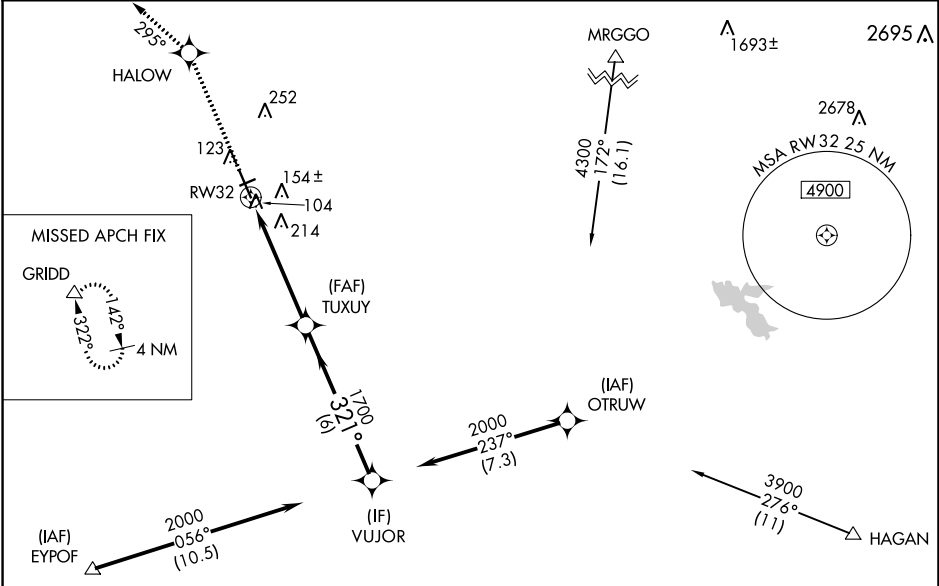 295°
HALOW
252
123
RW32
154±
104
214
MRGGO
4300
172°
(16.1)
1693±
2695
2678
MSA RW32 25 NM
4900
MISSED APCH FIX
GRIDD
142°
322°
4 NM
(FAF)
TUXUY
1700
321°
(6)
(IAF)
OTRUW
2000
237°
(7.3)
(IF)
VUJOR
(IAF)
EYPOF
2000
056°
(10.5)
3900
276°
(11)
HAGAN